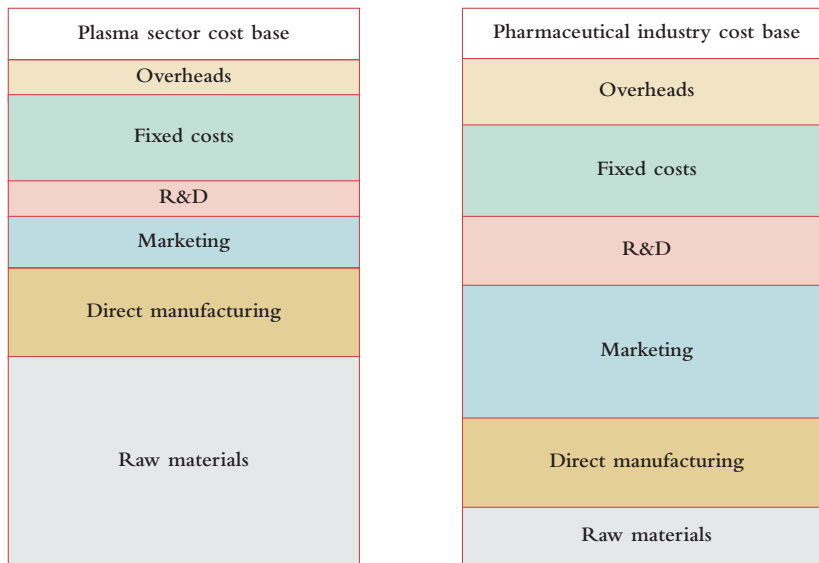 Plasma sector cost base
Overheads
Fixed costs
R&D
Marketing
Direct manufacturing
Raw materials
Pharmaceutical industry cost base
Overheads
Fixed costs
R&D
Marketing
Direct manufacturing
Raw materials